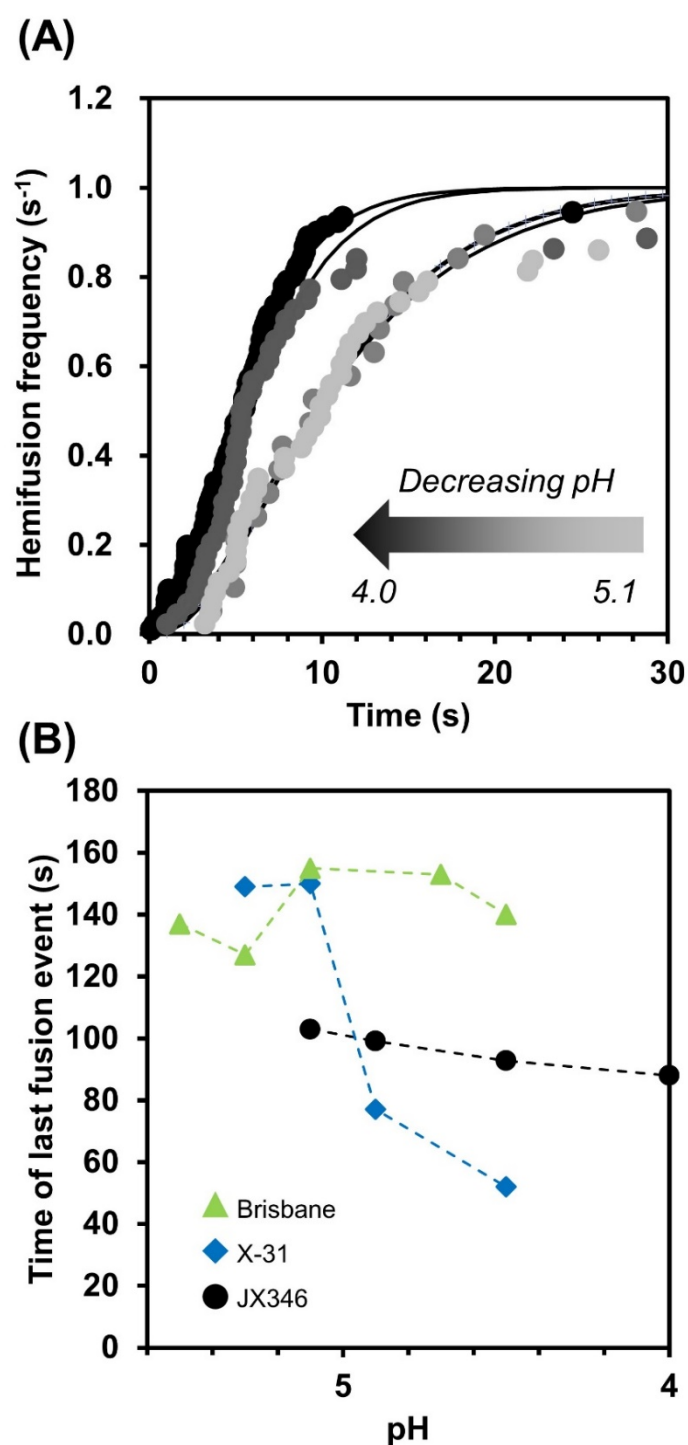 (A)
1.2
1.0
0.8
0.6
0.4
0.2
0.0
Hemifusion frequency (s⁻¹)
Decreasing pH
4.0 5.1
0 10 20 30
Time (s)
(B)
180
160
140
120
100
80
60
40
20
0
Time of last fusion event (s)
Brisbane
X-31
JX346
5 4
pH